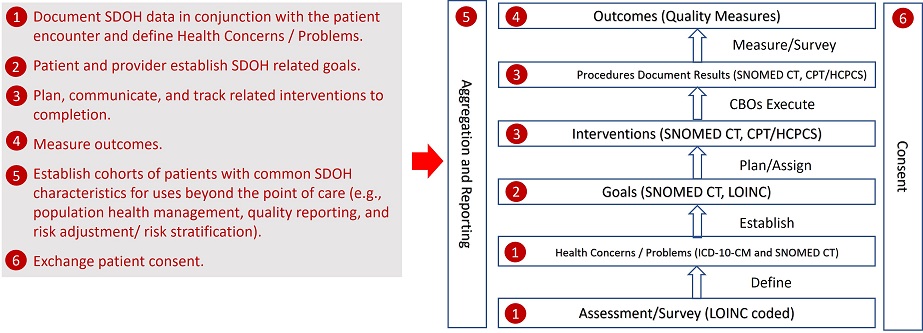 1 Document SDOH data in conjunction with the patient
encounter and define Health Concerns / Problems.
2 Patient and provider establish SDOH related goals.
3 Plan, communicate, and track related interventions to
completion.
4 Measure outcomes.
5 Establish cohorts of patients with common SDOH
characteristics for uses beyond the point of care (e.g.,
population health management, quality reporting, and
risk adjustment/ risk stratification).
6 Exchange patient consent.
5 Aggregation and Reporting
4 Outcomes (Quality Measures)
Measure/Survey
3 Procedures Document Results (SNOMED CT, CPT/HCPCS)
CBOs Execute
3 Interventions (SNOMED CT, CPT/HCPCS)
Plan/Assign
2 Goals (SNOMED CT, LOINC)
Establish
1 Health Concerns / Problems (ICD-10-CM and SNOMED CT)
Define
1 Assessment/Survey (LOINC coded)
6 Consent